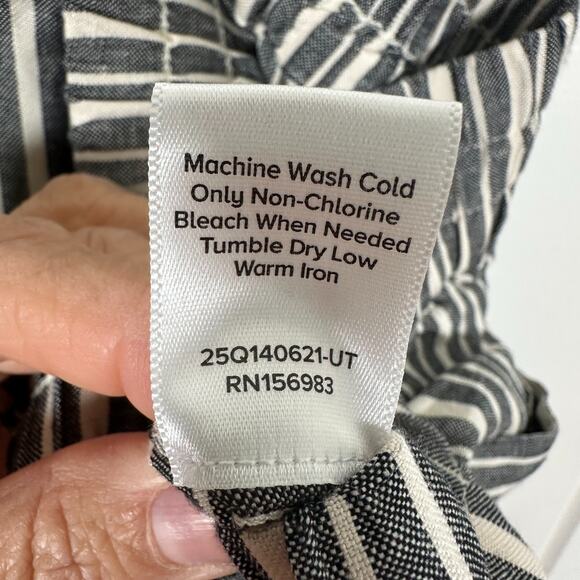 Machine Wash Cold
Only Non-Chlorine
Bleach When Needed
Tumble Dry Low
Warm Iron
25Q140621-UT
RN156983